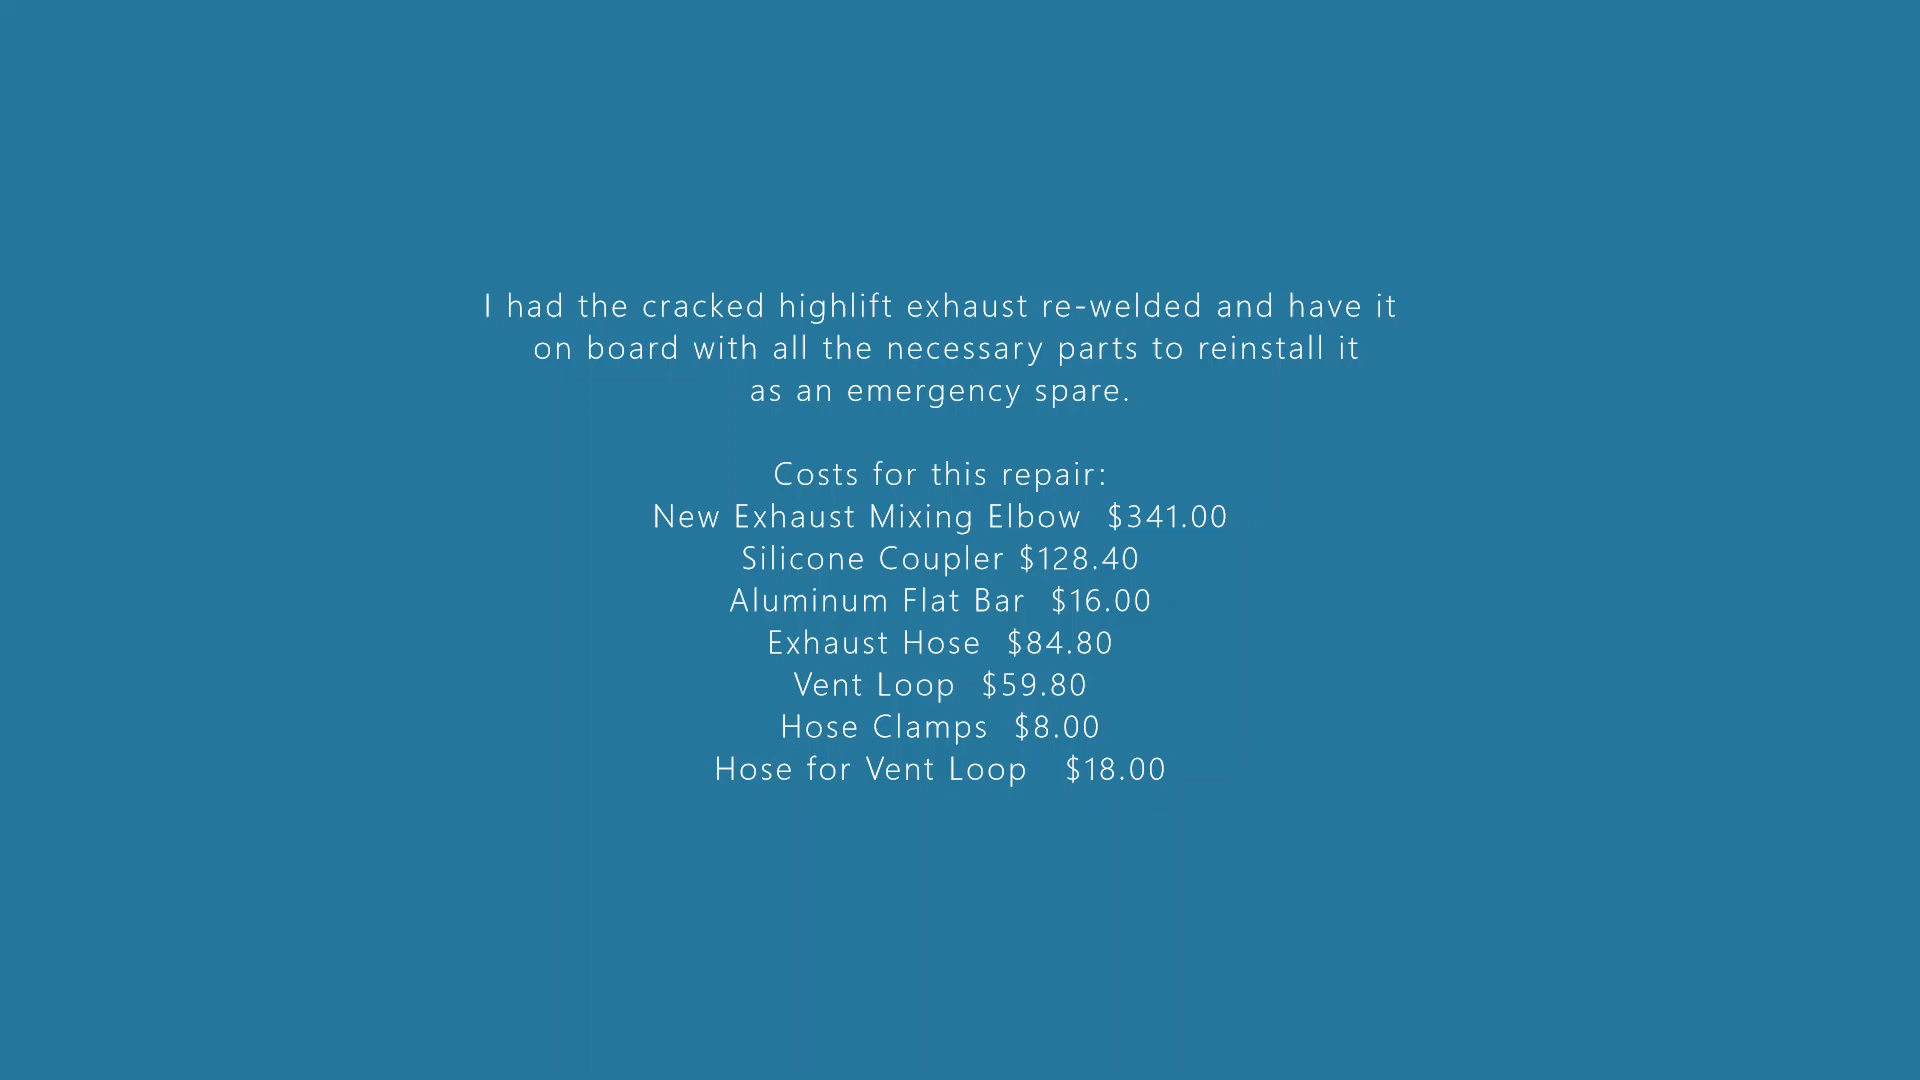 I had the cracked highlift exhaust re-welded and have it
on board with all the necessary parts to reinstall it
as an emergency spare.
Costs for this repair:
New Exhaust Mixing Elbow $341.00
Silicone Coupler $128.40
Aluminum Flat Bar $16.00
Exhaust Hose $84.80
Vent Loop $59.80
Hose Clamps $8.00
Hose for Vent Loop $18.00